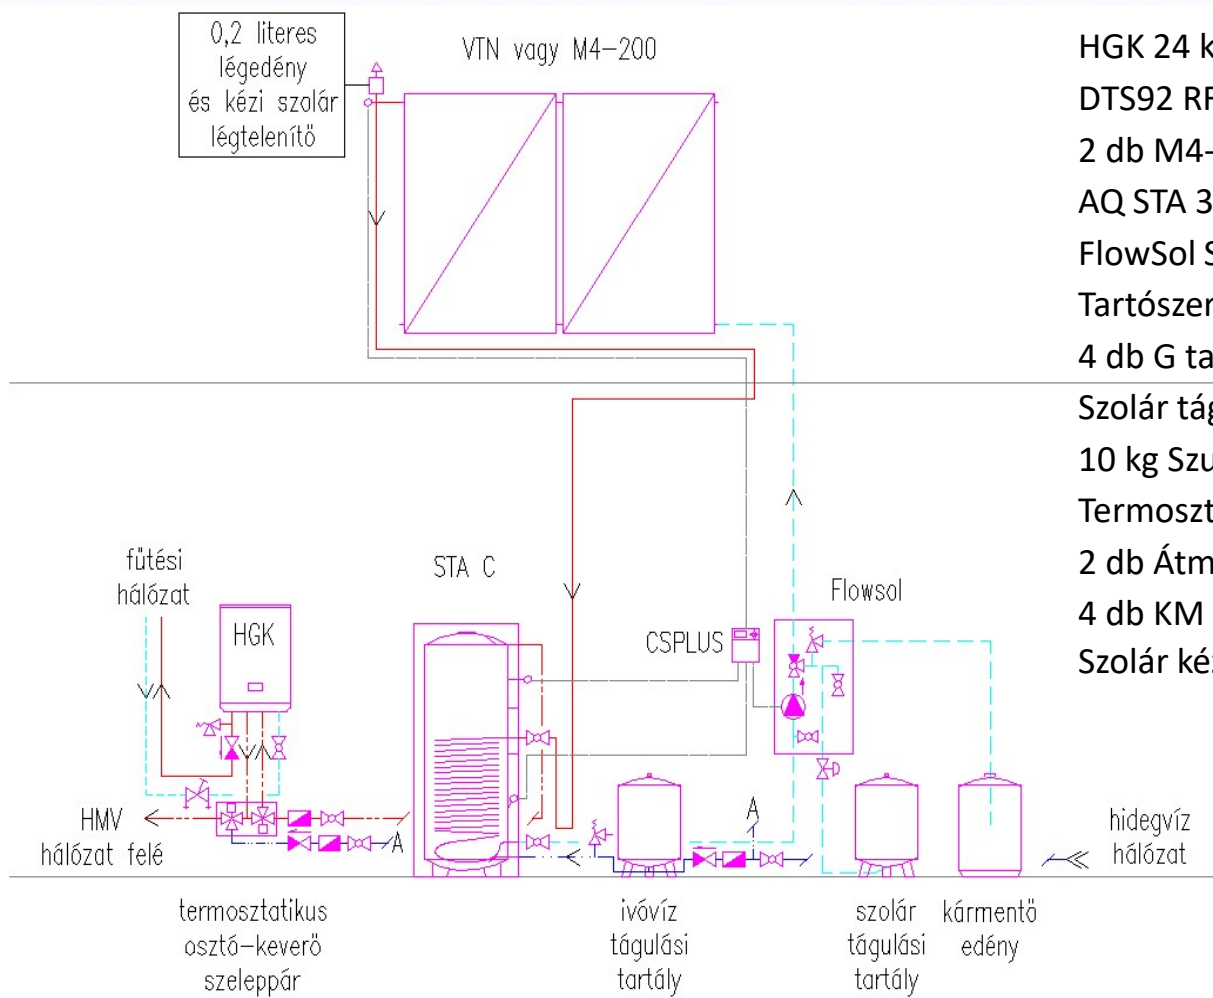 0,2 literes
légedény
és kézi szolár
légtelenítő
VTN vagy M4-200
HGK 24 k
DTS92 RF
2 db M4-
AQ STA 3
FlowSol S
Tartószer
4 db G ta
Szolár tág
10 kg Szu
Termoszt
2 db Átm
4 db KM
Szolár kéz
fűtési
hálózat
HGK
STA C
CSPLUS
Flowsol
HMV
hálózat felé
A
A
hidegvíz
hálózat
termosztatikus
osztó-keverő
szeleppár
ivóvíz
tágulási
tartály
szolár
tágulási
tartály
kármentő
edény